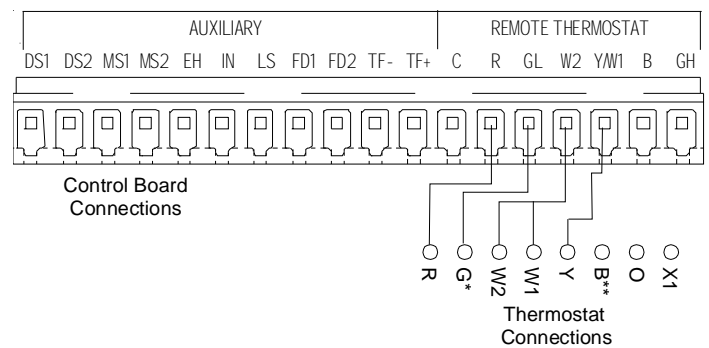 AUXILIARY REMOTE THERMOSTAT
DS1 DS2 MS1 MS2 EH IN LS FD1 FD2 TF- TF+ C R GL W2 Y/W1 B GH
Control Board
Connections
R G* W2 W1 Y B** O X1
Thermostat
Connections